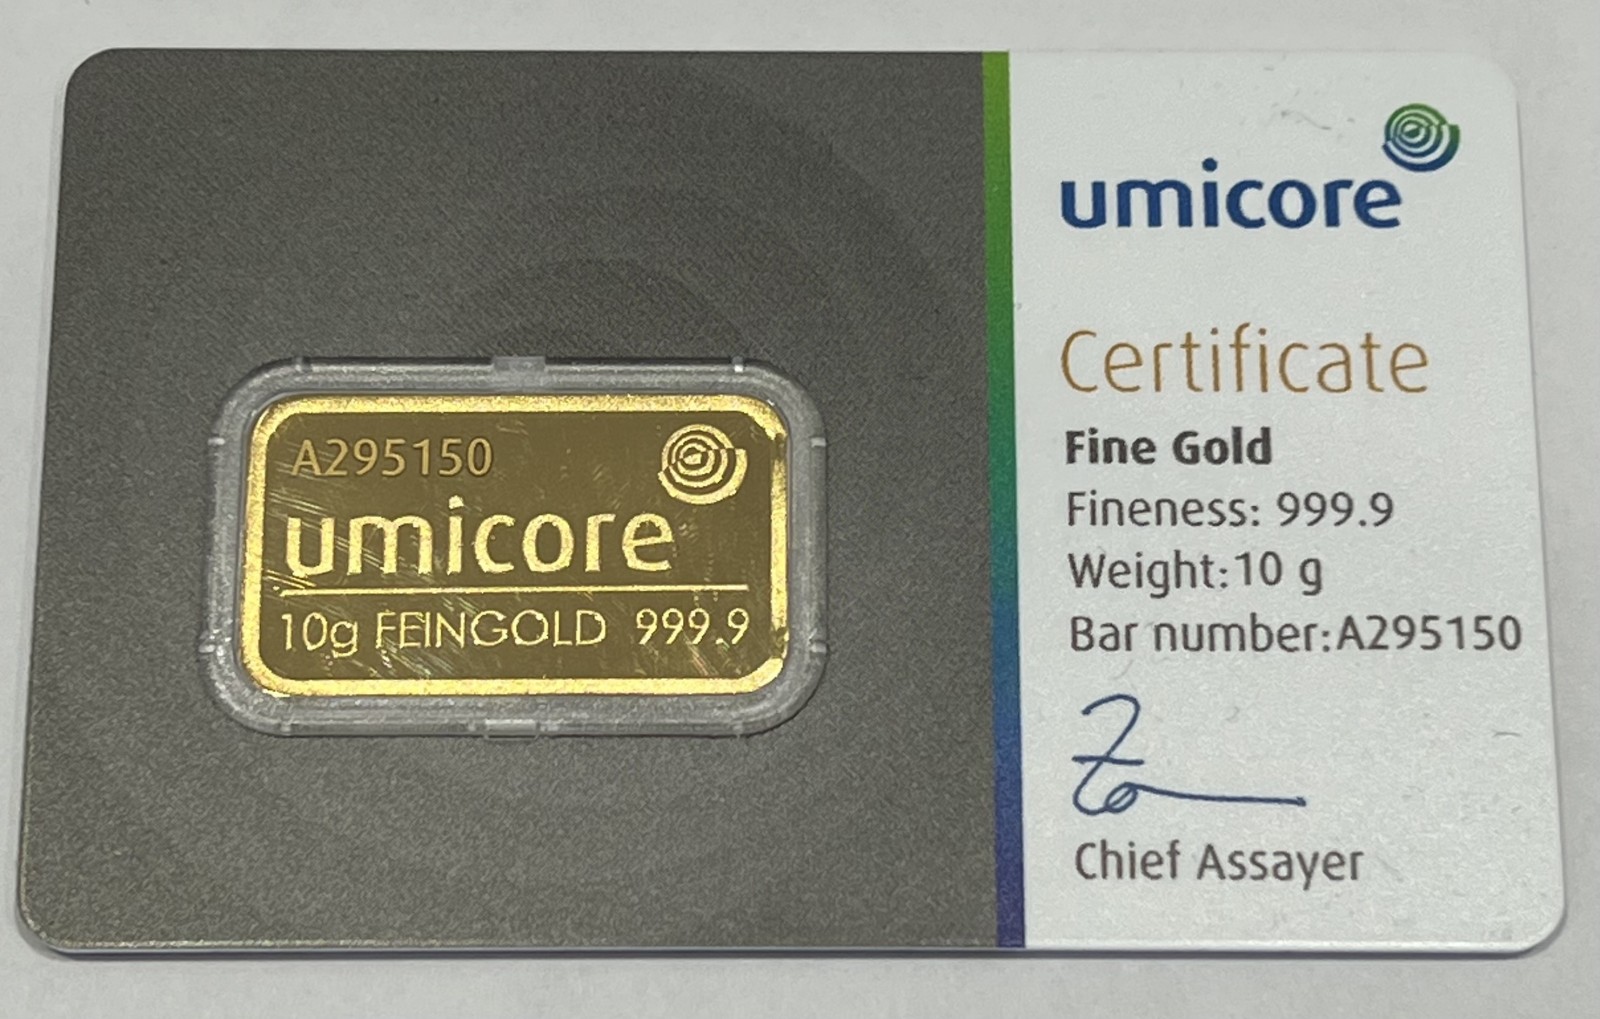 A295150
umicore
10g FEINGOLD 999.9
umicore
Certificate
Fine Gold
Fineness: 999.9
Weight: 10 g
Bar number: A295150
Chief Assayer